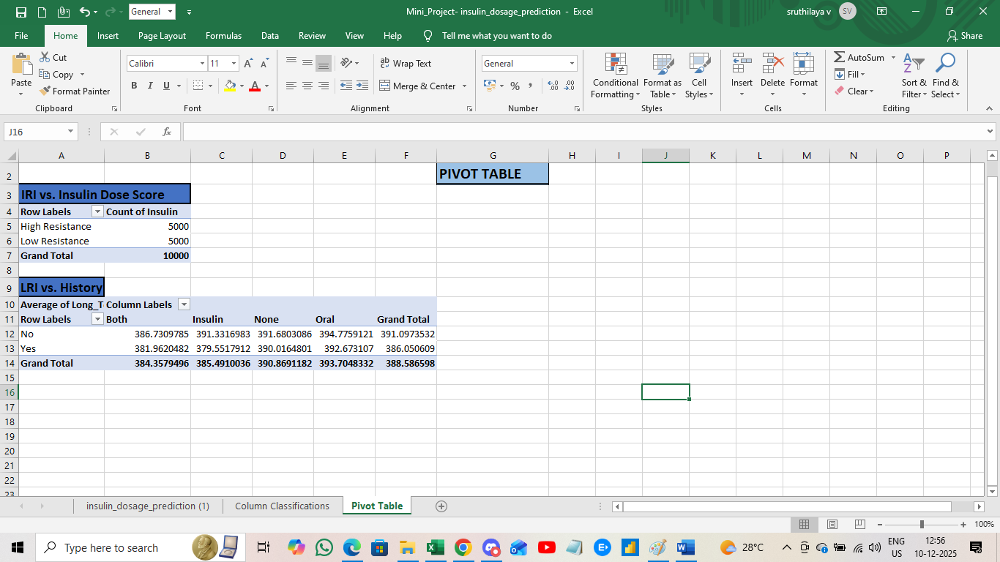 General
Mini_Project- insulin_dosage_prediction - Excel
sruthilaya v
SV
File
Home
Insert
Page Layout
Formulas
Data
Review
View
Help
Tell me what you want to do
Share
Paste
Cut
Copy
Format Painter
Clipboard
Calibri
11
B I U
Font
Wrap Text
Merge & Center
Alignment
General
%
Number
Conditional Formatting
Format as Table
Cell Styles
Styles
Insert
Delete
Format
Cells
AutoSum
Fill
Clear
Sort & Filter
Find & Select
Editing
J16
fx
A B C D E F G H I J K L M N O P
2 PIVOT TABLE
3 IRI vs. Insulin Dose Score
4 Row Labels Count of Insulin
5 High Resistance 5000
6 Low Resistance 5000
7 Grand Total 10000
8
9 LRI vs. History
10 Average of Long_T Column Labels
11 Row Labels Both Insulin None Oral Grand Total
12 No 386.7309785 391.3316983 391.6803086 394.7759121 391.0973532
13 Yes 381.9620482 379.5517912 390.0164801 392.673107 386.050609
14 Grand Total 384.3579496 385.4910036 390.8691182 393.7048332 388.586598
15
16
17
18
19
20
21
22
23
insulin_dosage_prediction (1)
Column Classifications
Pivot Table
100%
Type here to search
28°C
ENG
US
12:56
10-12-2025